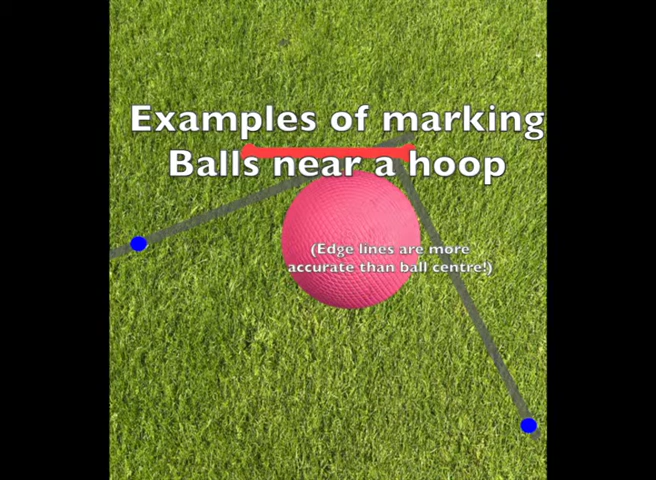 Examples of marking
Balls near a hoop
(Edge lines are more
accurate than ball centre!)